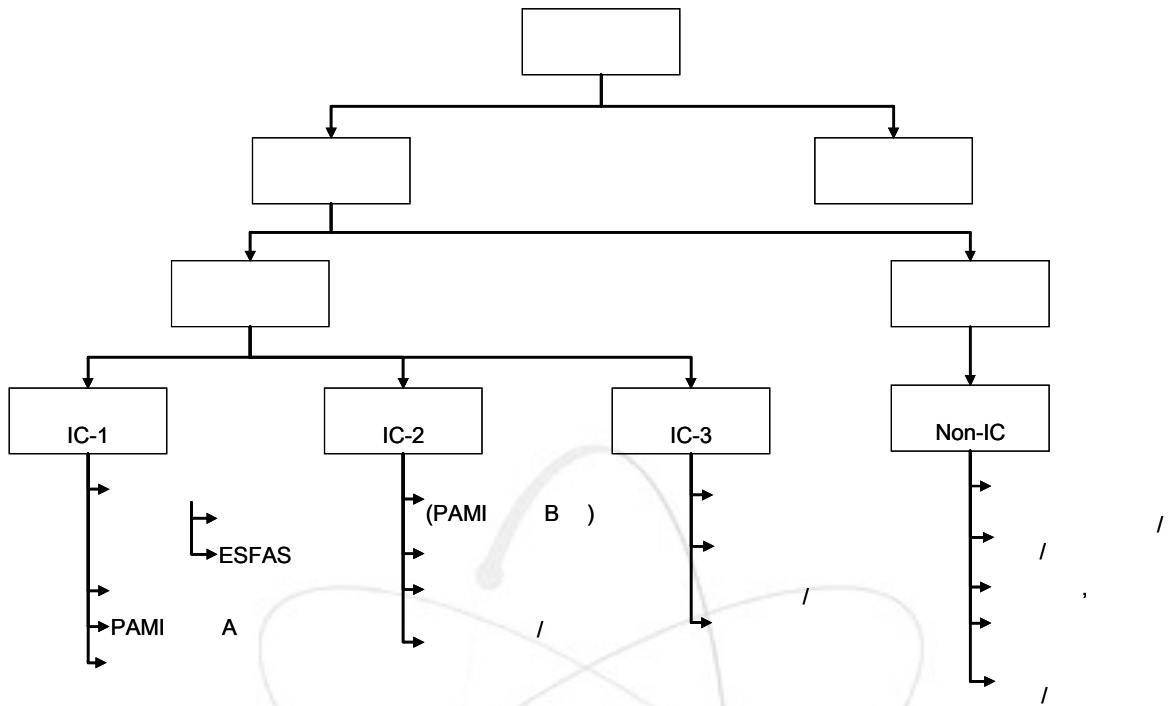 IC-1
IC-2
IC-3
Non-IC
(PAMI B )
/
ESFAS
/
/
,
PAMI A
/
/